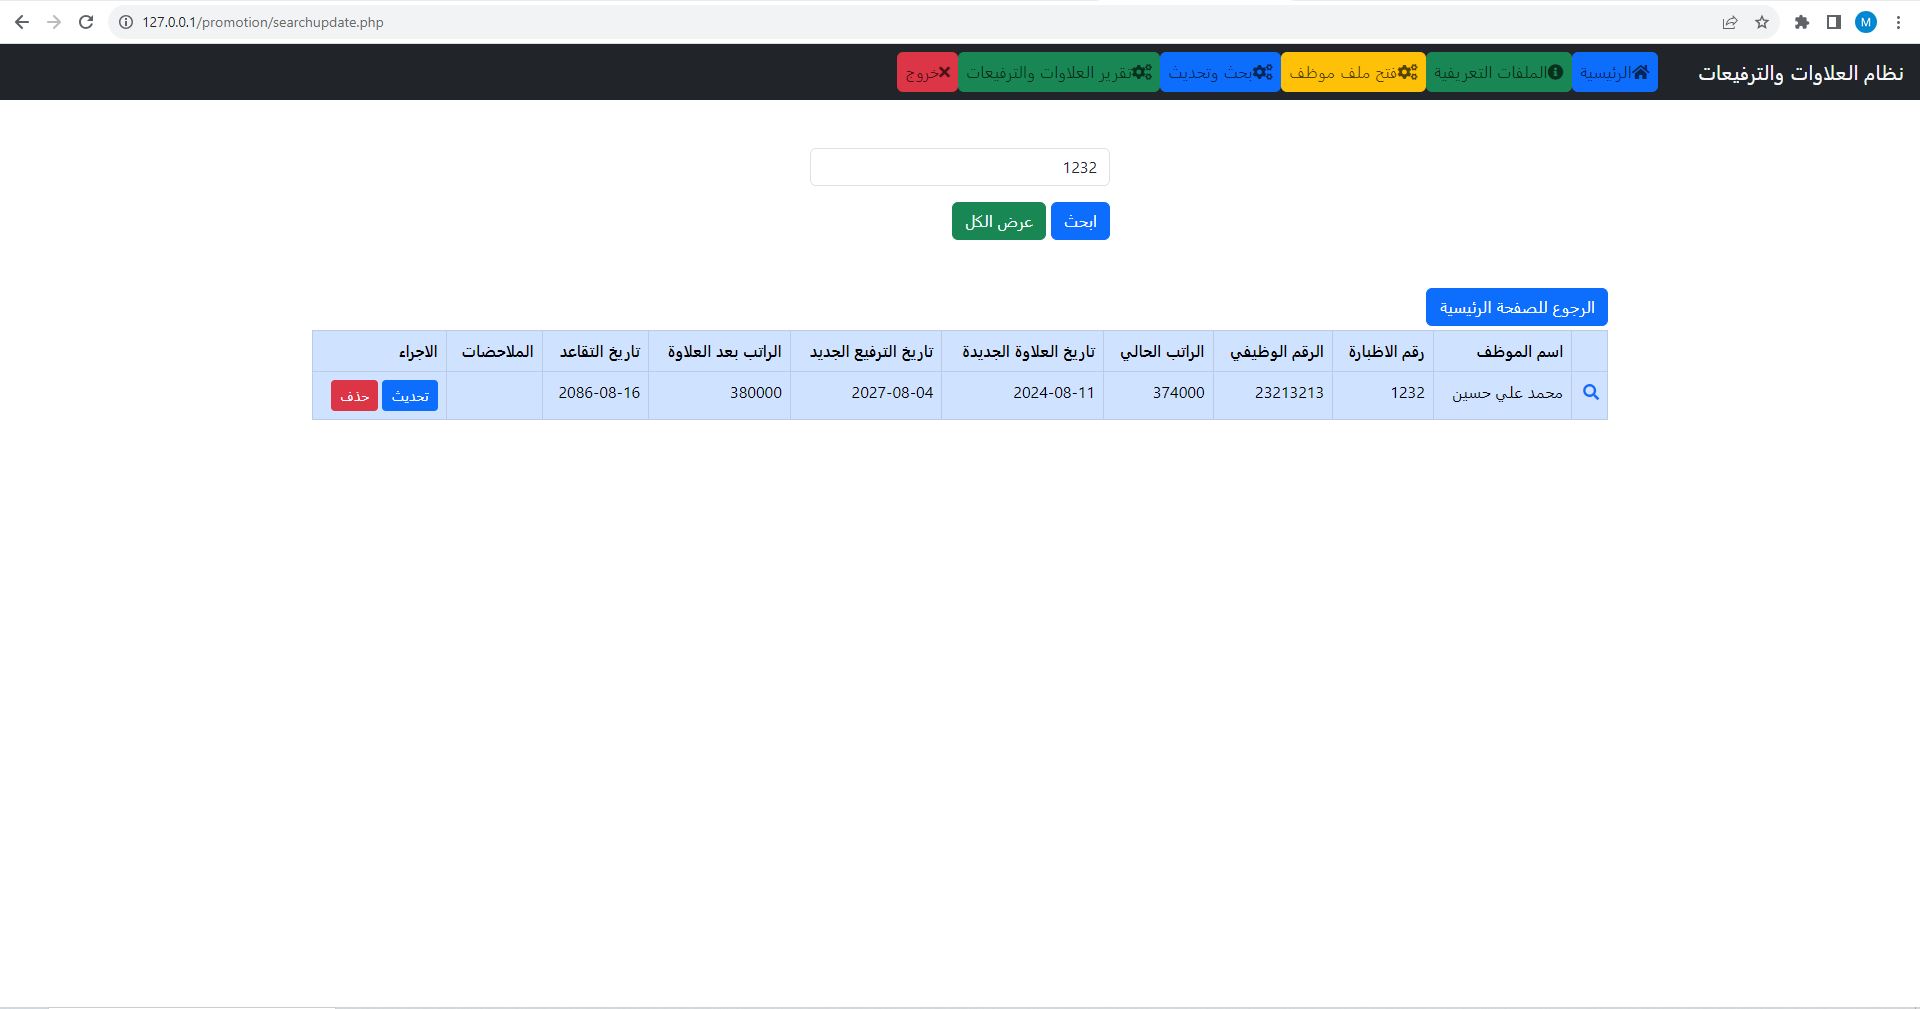 127.0.0.1/promotion/searchupdate.php
M
نظام العلاوات والترفيعات الرئيسية الملفات التعريفية فتح ملف موظف بحث وتحديث تقرير العلاوات والترفيعات خروج
1232
ابحث عرض الكل
الرجوع للصفحة الرئيسية
اسم الموظف رقم الاظبارة الرقم الوظيفي الراتب الحالي تاريخ العلاوة الجديدة تاريخ الترفيع الجديد الراتب بعد العلاوة تاريخ التقاعد الملاحضات الاجراء
محمد علي حسين 1232 23213213 374000 2024-08-11 2027-08-04 380000 2086-08-16 تحديث حذف